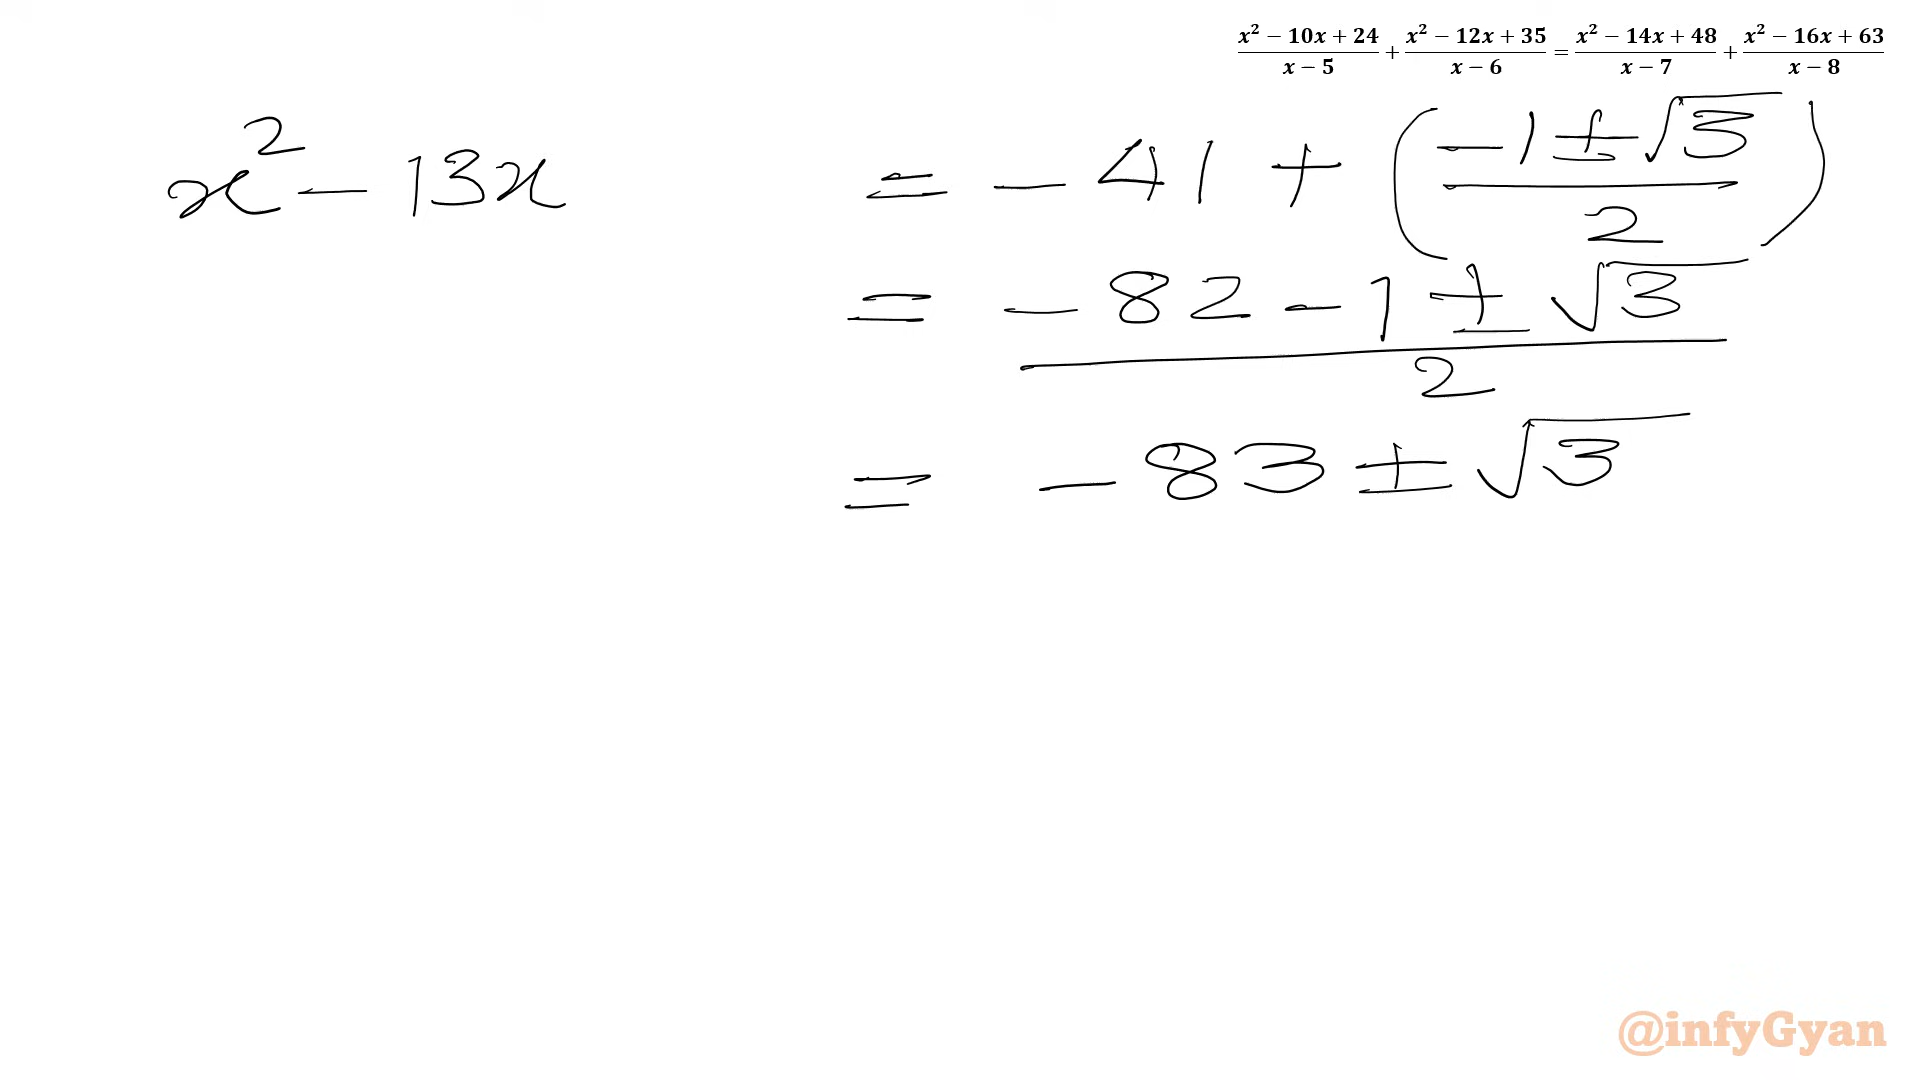 x² − 10x + 24 / x − 5 + x² − 12x + 35 / x − 6 = x² − 14x + 48 / x − 7 + x² − 16x + 63 / x − 8
x² − 13x = − 41 + ( −1 ± √3 / 2 )
= − 82 − 1 ± √3 / 2
= − 83 ± √3
@infyGyan